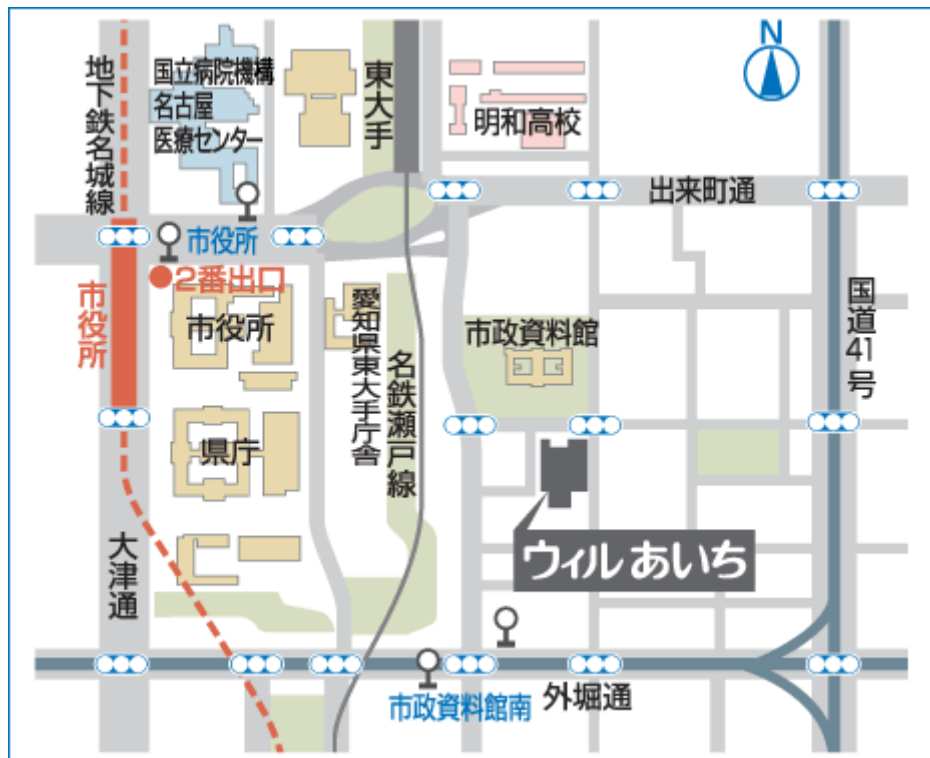 N
地下鉄名城線
国立病院機構
名古屋
医療センター
東大手
明和高校
出来町通
市役所
2番出口
市役所
市役所
愛知県東大手庁舎
名鉄瀬戸線
市政資料館
国道41号
県庁
ウィルあいち
大津通
市政資料館南
外堀通